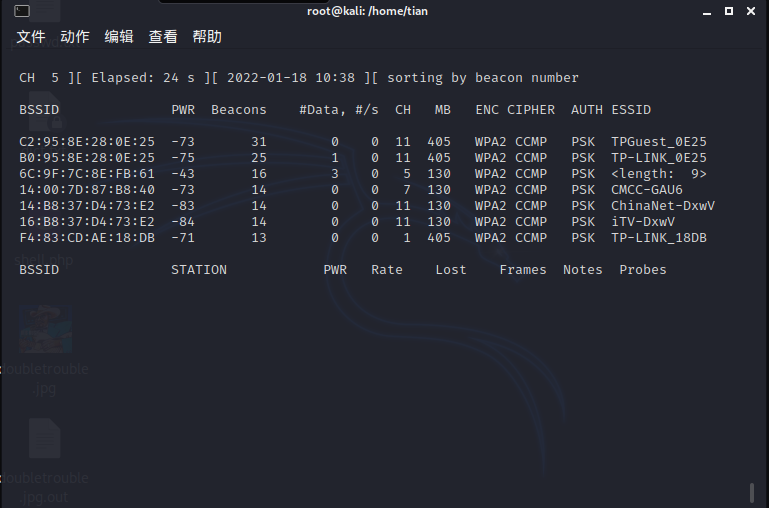 root@kali: /home/tian
文件 动作 编辑 查看 帮助
CH 5 ][ Elapsed: 24 s ][ 2022-01-18 10:38 ][ sorting by beacon number
BSSID PWR Beacons #Data, #/s CH MB ENC CIPHER AUTH ESSID
C2:95:8E:28:0E:25 -73 31 0 0 11 405 WPA2 CCMP PSK TPGuest_0E25
B0:95:8E:28:0E:25 -75 25 1 0 11 405 WPA2 CCMP PSK TP-LINK_0E25
6C:9F:7C:8E:FB:61 -43 16 3 0 5 130 WPA2 CCMP PSK <length: 9>
14:00:7D:87:B8:40 -73 14 0 0 7 130 WPA2 CCMP PSK CMCC-GAU6
14:B8:37:D4:73:E2 -83 14 0 0 11 130 WPA2 CCMP PSK ChinaNet-DxwV
16:B8:37:D4:73:E2 -84 14 0 0 11 130 WPA2 CCMP PSK iTV-DxwV
F4:83:CD:AE:18:DB -71 13 0 0 1 405 WPA2 CCMP PSK TP-LINK_18DB
shell.php
BSSID STATION PWR Rate Lost Frames Notes Probes
doubletrouble
.jpg
doubletrouble
.jpg.out